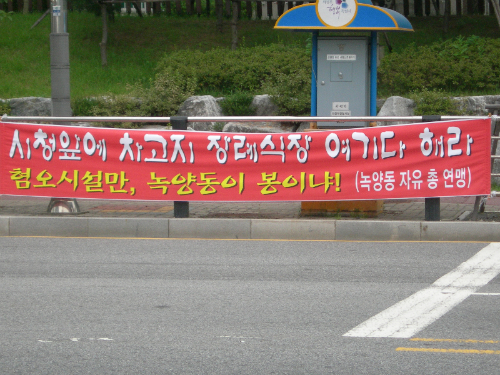 시청옆에 차고지 장례식장 여기다 해라
혐오시설만, 녹양동이 봉이냐! (녹양동 자유 총 연맹)